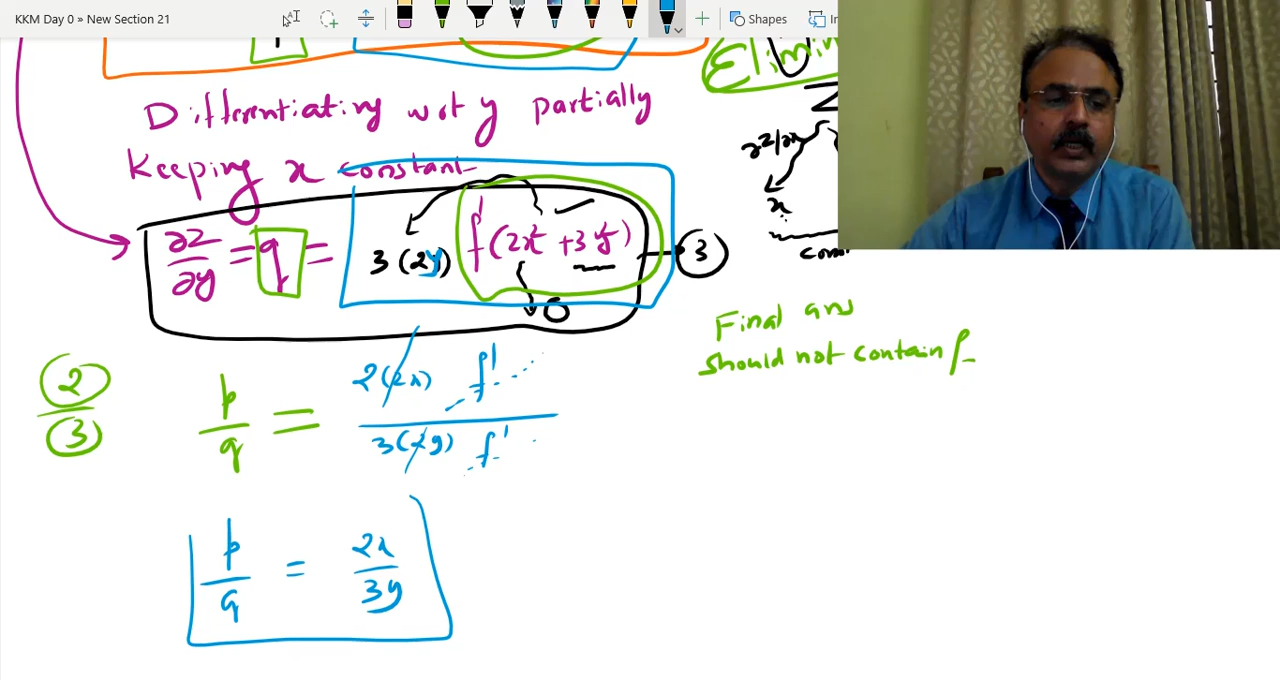 KKM Day 0 » New Section 21
Shapes
Differentiating w.r.t y partially
keeping x constant
∂z/∂y = q = 3(2y) f'(2x² + 3y²) — ③
0
∂z/∂x
x
Final ans
should not contain f
②/③ p/q = 2(2x) f' ... / 3(2y) f' ...
p/q = 2x/3y